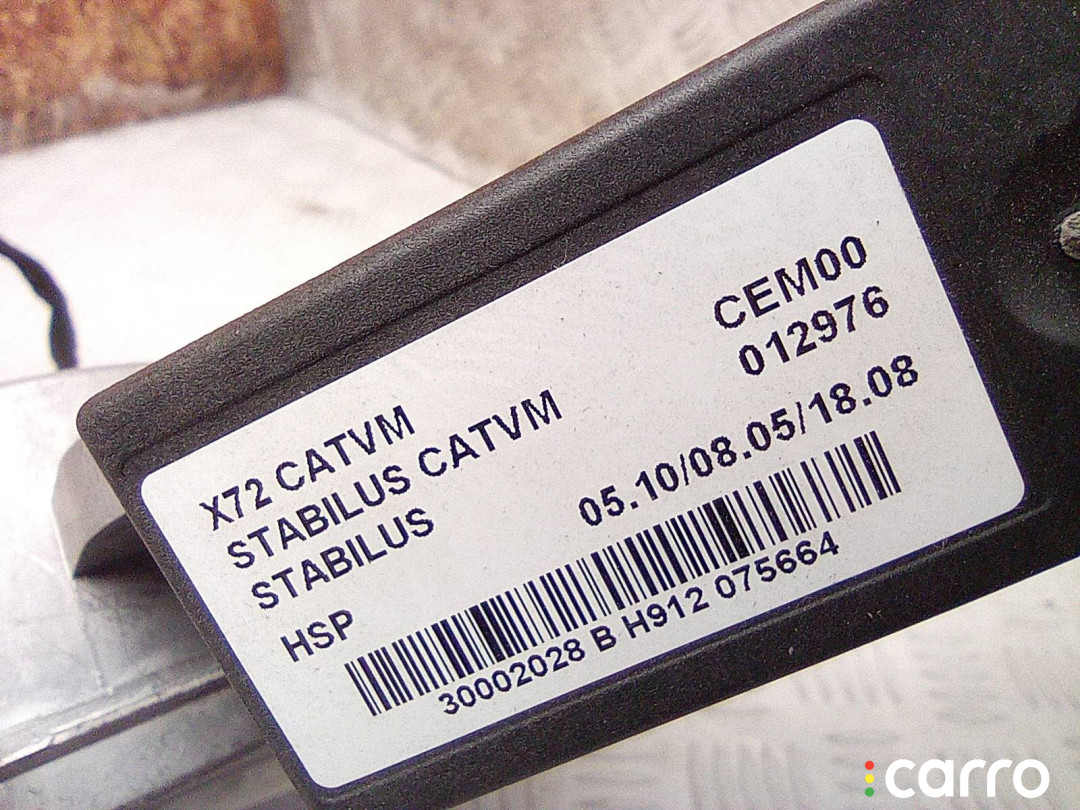 CEM00
012976
X72 CATVM
STABILUS CATVM
STABILUS
05.10/08.05/18.08
HSP
30002028 B H912 075664
carro